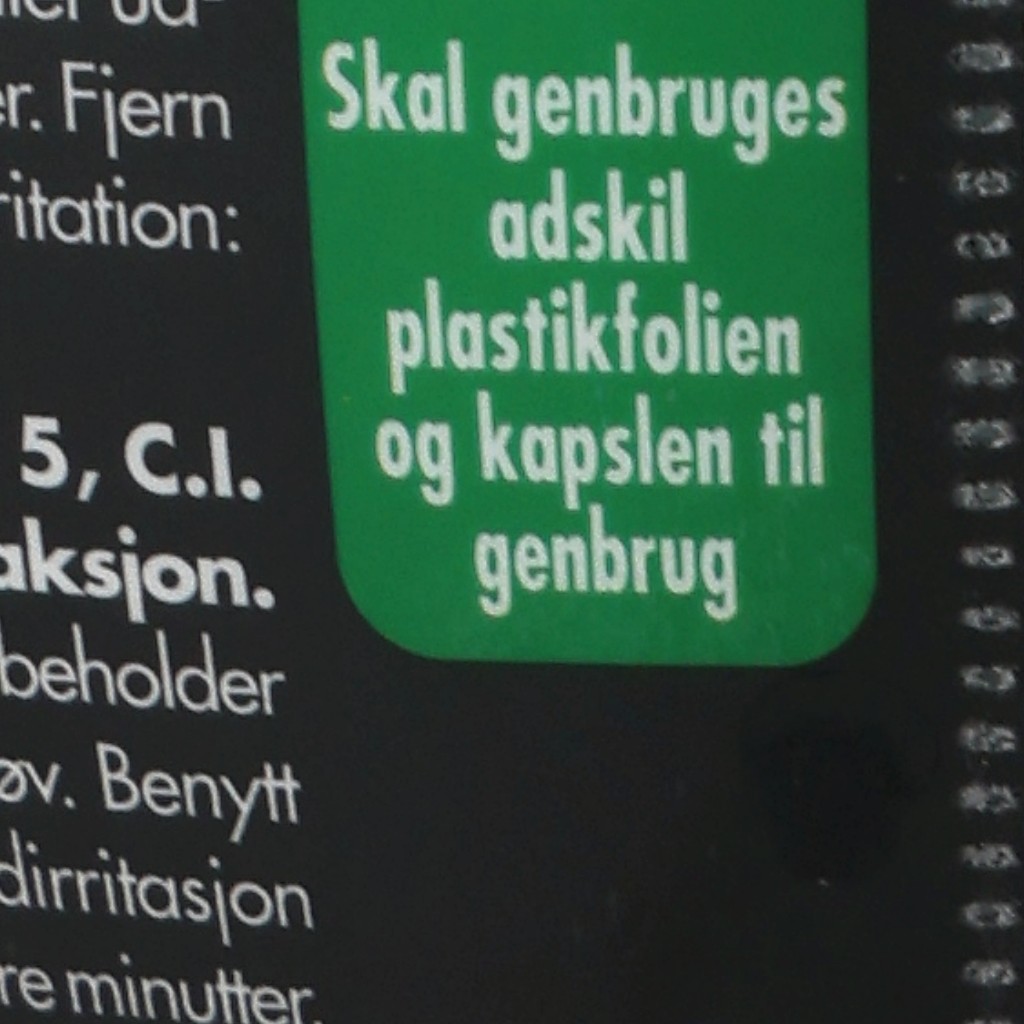 er. Fjern
ritation:
5, C.I.
aksjon.
beholder
øv. Benytt
dirritasjon
re minutter.
Skal genbruges
adskil
plastikfolien
og kapslen til
genbrug